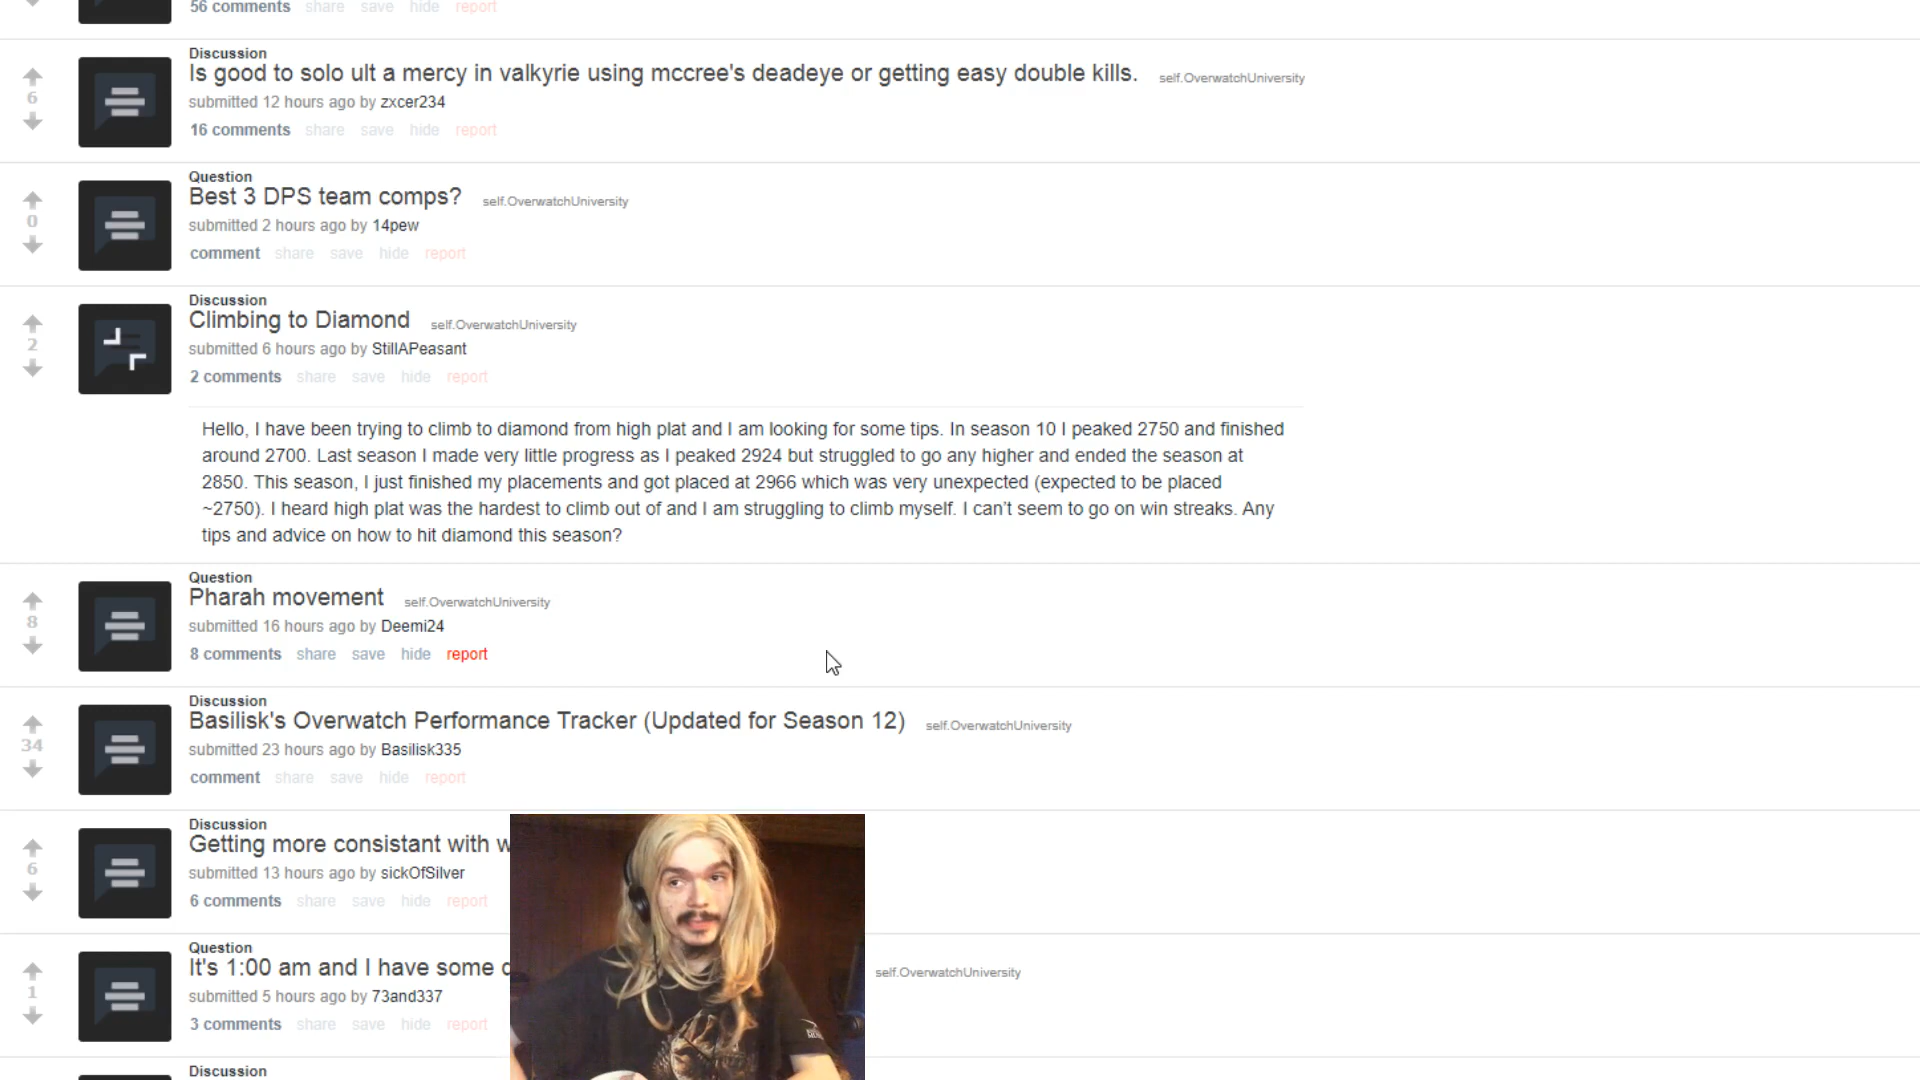 56 comments share save hide report
Discussion
Is good to solo ult a mercy in valkyrie using mccree's deadeye or getting easy double kills. self.OverwatchUniversity
6
submitted 12 hours ago by zxcer234
16 comments share save hide report
Question
Best 3 DPS team comps? self.OverwatchUniversity
0
submitted 2 hours ago by 14pew
comment share save hide report
Discussion
Climbing to Diamond self.OverwatchUniversity
2
submitted 6 hours ago by StillAPeasant
2 comments share save hide report
Hello, I have been trying to climb to diamond from high plat and I am looking for some tips. In season 10 I peaked 2750 and finished
around 2700. Last season I made very little progress as I peaked 2924 but struggled to go any higher and ended the season at
2850. This season, I just finished my placements and got placed at 2966 which was very unexpected (expected to be placed
~2750). I heard high plat was the hardest to climb out of and I am struggling to climb myself. I can't seem to go on win streaks. Any
tips and advice on how to hit diamond this season?
Question
Pharah movement self.OverwatchUniversity
8
submitted 16 hours ago by Deemi24
8 comments share save hide report
Discussion
Basilisk's Overwatch Performance Tracker (Updated for Season 12) self.OverwatchUniversity
34
submitted 23 hours ago by Basilisk335
comment share save hide report
Discussion
Getting more consistant with
6
submitted 13 hours ago by sickOfSilver
6 comments share save hide report
Question
It's 1:00 am and I have some self.OverwatchUniversity
1
submitted 5 hours ago by 73and337
3 comments share save hide report
Discussion